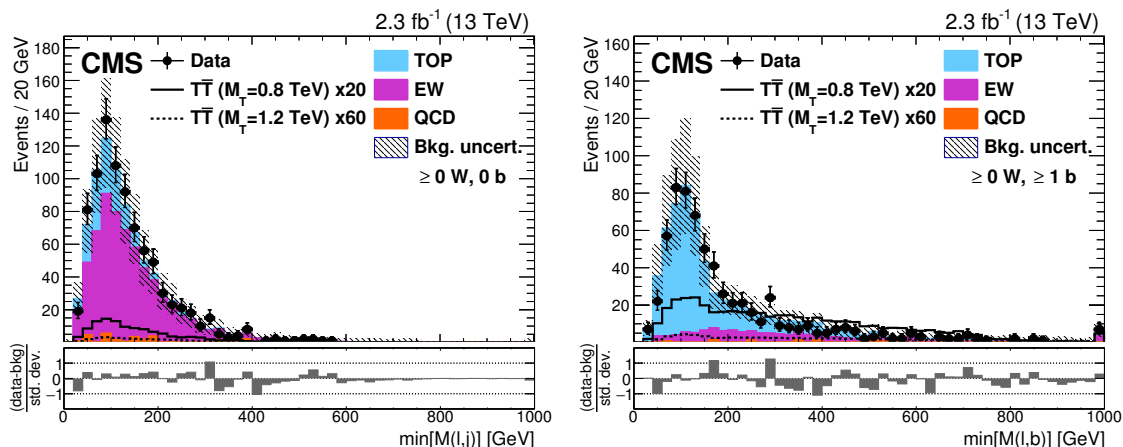 2.3 fb⁻¹ (13 TeV)
Events / 20 GeV
180
160
140
120
100
80
60
40
20
CMS
Data
TT̅ (M_T=0.8 TeV) x20
TT̅ (M_T=1.2 TeV) x60
TOP
EW
QCD
Bkg. uncert.
≥ 0 W, 0 b
(data-bkg)
std. dev.
1
0
−1
0 200 400 600 800 1000
min[M(l,j)] [GeV]
2.3 fb⁻¹ (13 TeV)
Events / 20 GeV
160
140
120
100
80
60
40
20
CMS
Data
TT̅ (M_T=0.8 TeV) x20
TT̅ (M_T=1.2 TeV) x60
TOP
EW
QCD
Bkg. uncert.
≥ 0 W, ≥ 1 b
(data-bkg)
std. dev.
1
0
−1
0 200 400 600 800 1000
min[M(l,b)] [GeV]